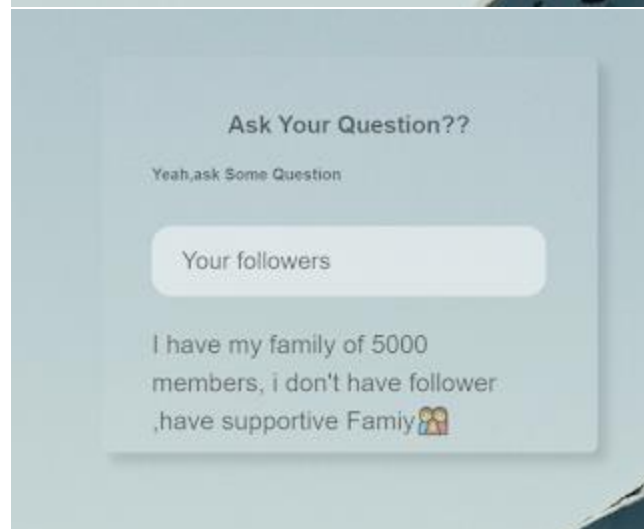 Ask Your Question??
Yeah,ask Some Question
Your followers
I have my family of 5000
members, i don't have follower
,have supportive Famiy👨‍👩‍👧